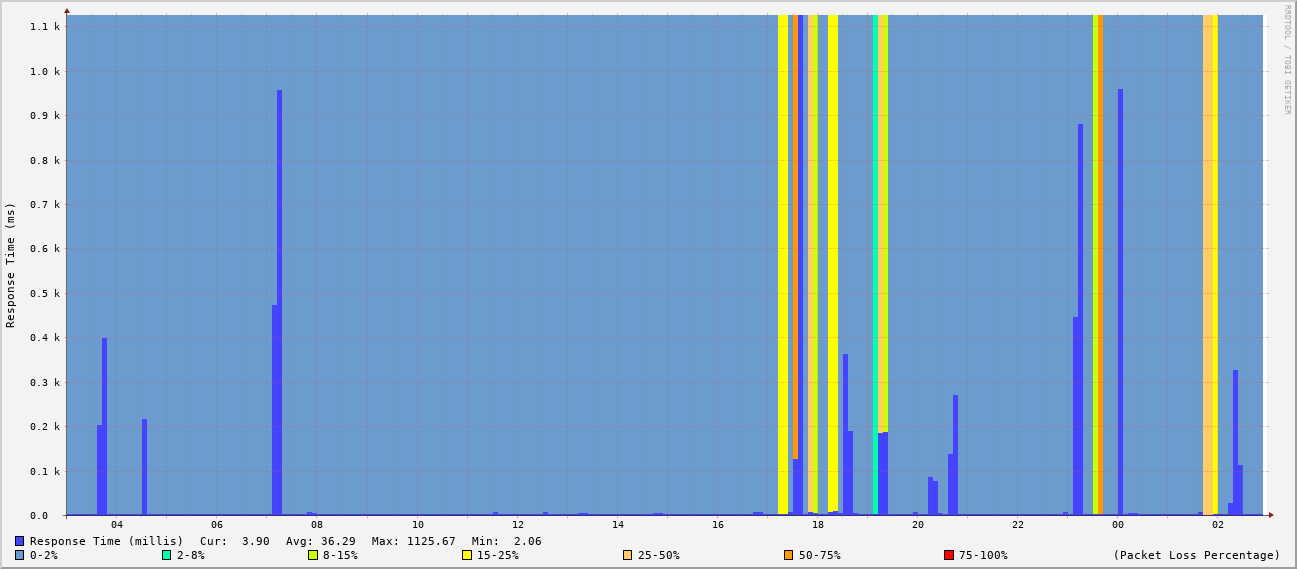 RRDTOOL / TOBI OETIKER
Response Time (ms)
1.1 k
1.0 k
0.9 k
0.8 k
0.7 k
0.6 k
0.5 k
0.4 k
0.3 k
0.2 k
0.1 k
0.0
04 06 08 10 12 14 16 18 20 22 00 02
Response Time (millis) Cur: 3.90 Avg: 36.29 Max: 1125.67 Min: 2.06
0-2% 2-8% 8-15% 15-25% 25-50% 50-75% 75-100% (Packet Loss Percentage)